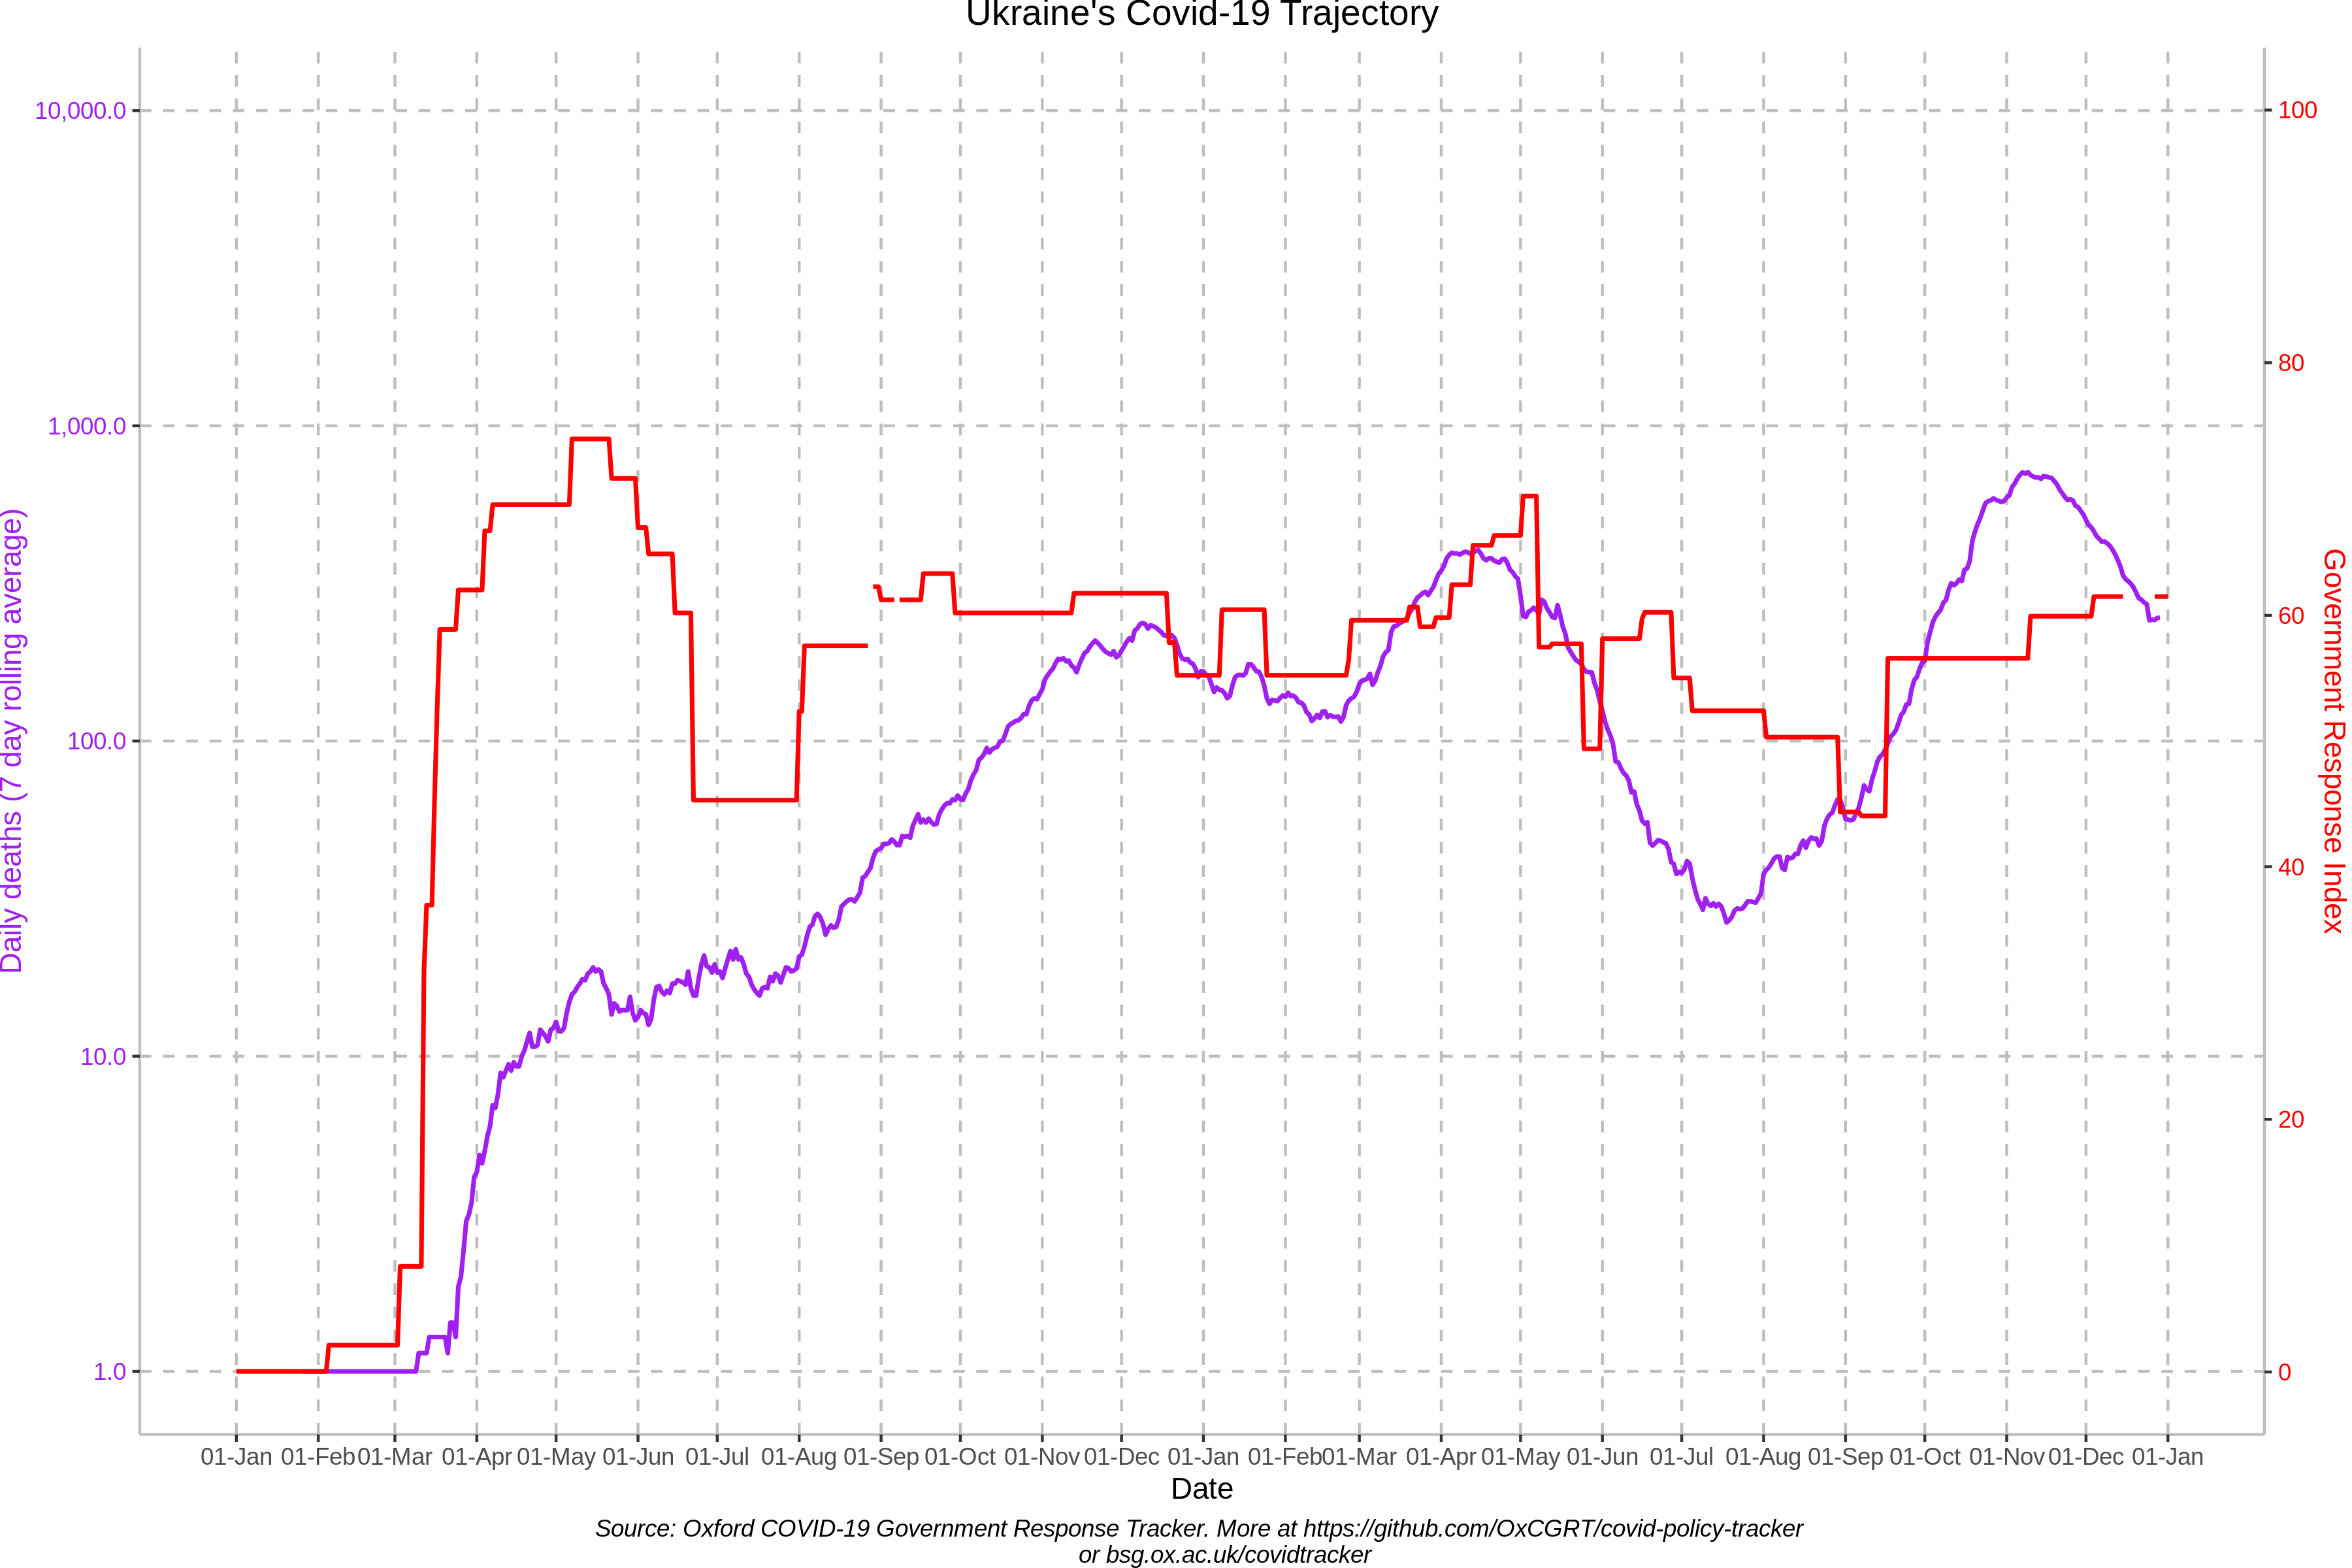 Ukraine's Covid-19 Trajectory
10,000.0
1,000.0
100.0
10.0
1.0
Daily deaths (7 day rolling average)
100
80
60
40
20
0
Government Response Index
01-Jan 01-Feb 01-Mar 01-Apr 01-May 01-Jun 01-Jul 01-Aug 01-Sep 01-Oct 01-Nov 01-Dec 01-Jan 01-Feb 01-Mar 01-Apr 01-May 01-Jun 01-Jul 01-Aug 01-Sep 01-Oct 01-Nov 01-Dec 01-Jan
Date
Source: Oxford COVID-19 Government Response Tracker. More at https://github.com/OxCGRT/covid-policy-tracker
or bsg.ox.ac.uk/covidtracker